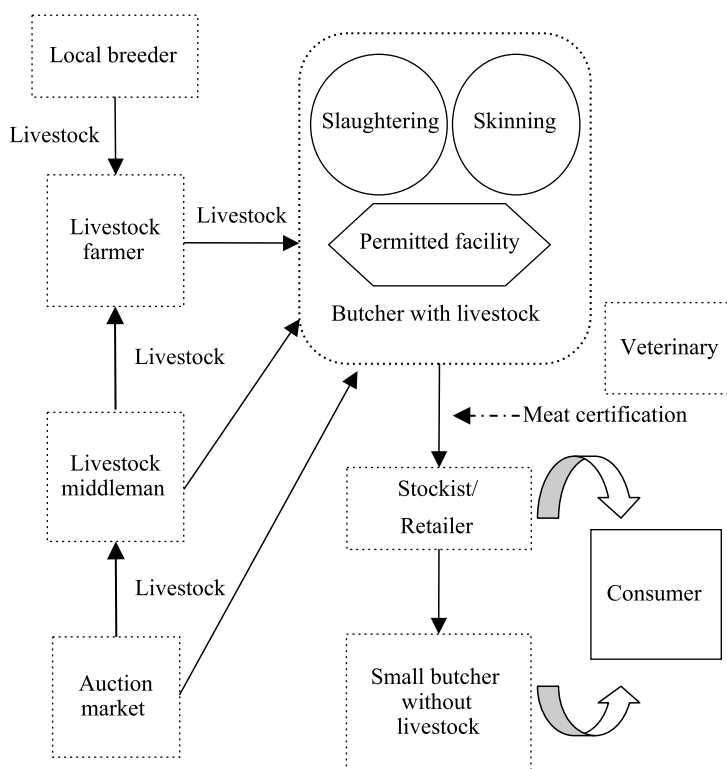 Local breeder
Livestock
Livestock
farmer
Livestock
Slaughtering
Skinning
Permitted facility
Butcher with livestock
Veterinary
Livestock
Meat certification
Livestock
middleman
Stockist/
Retailer
Livestock
Consumer
Auction
market
Small butcher
without
livestock